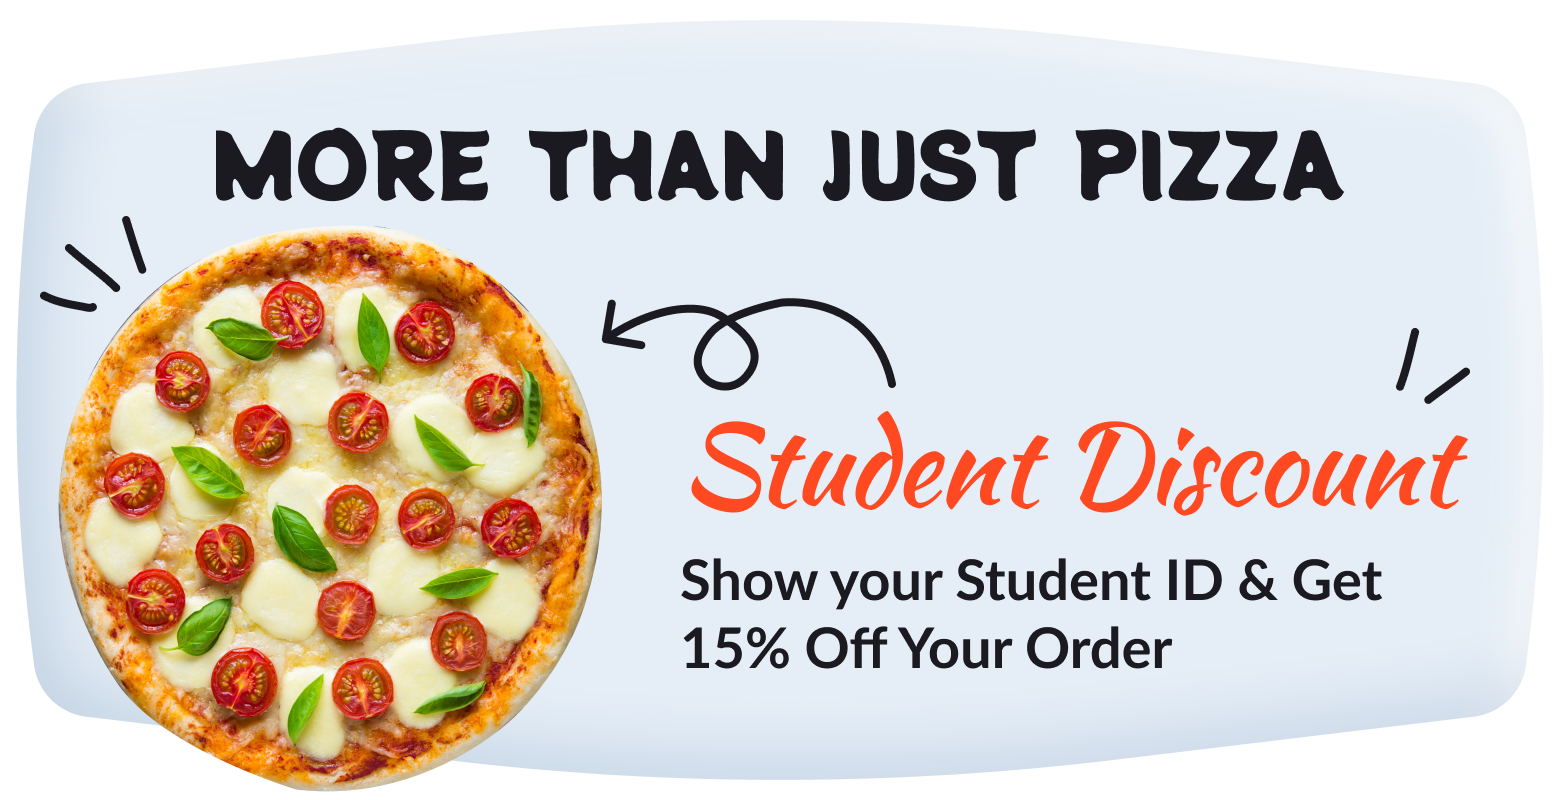 MORE THAN JUST PIZZA
Student Discount
Show your Student ID & Get
15% Off Your Order